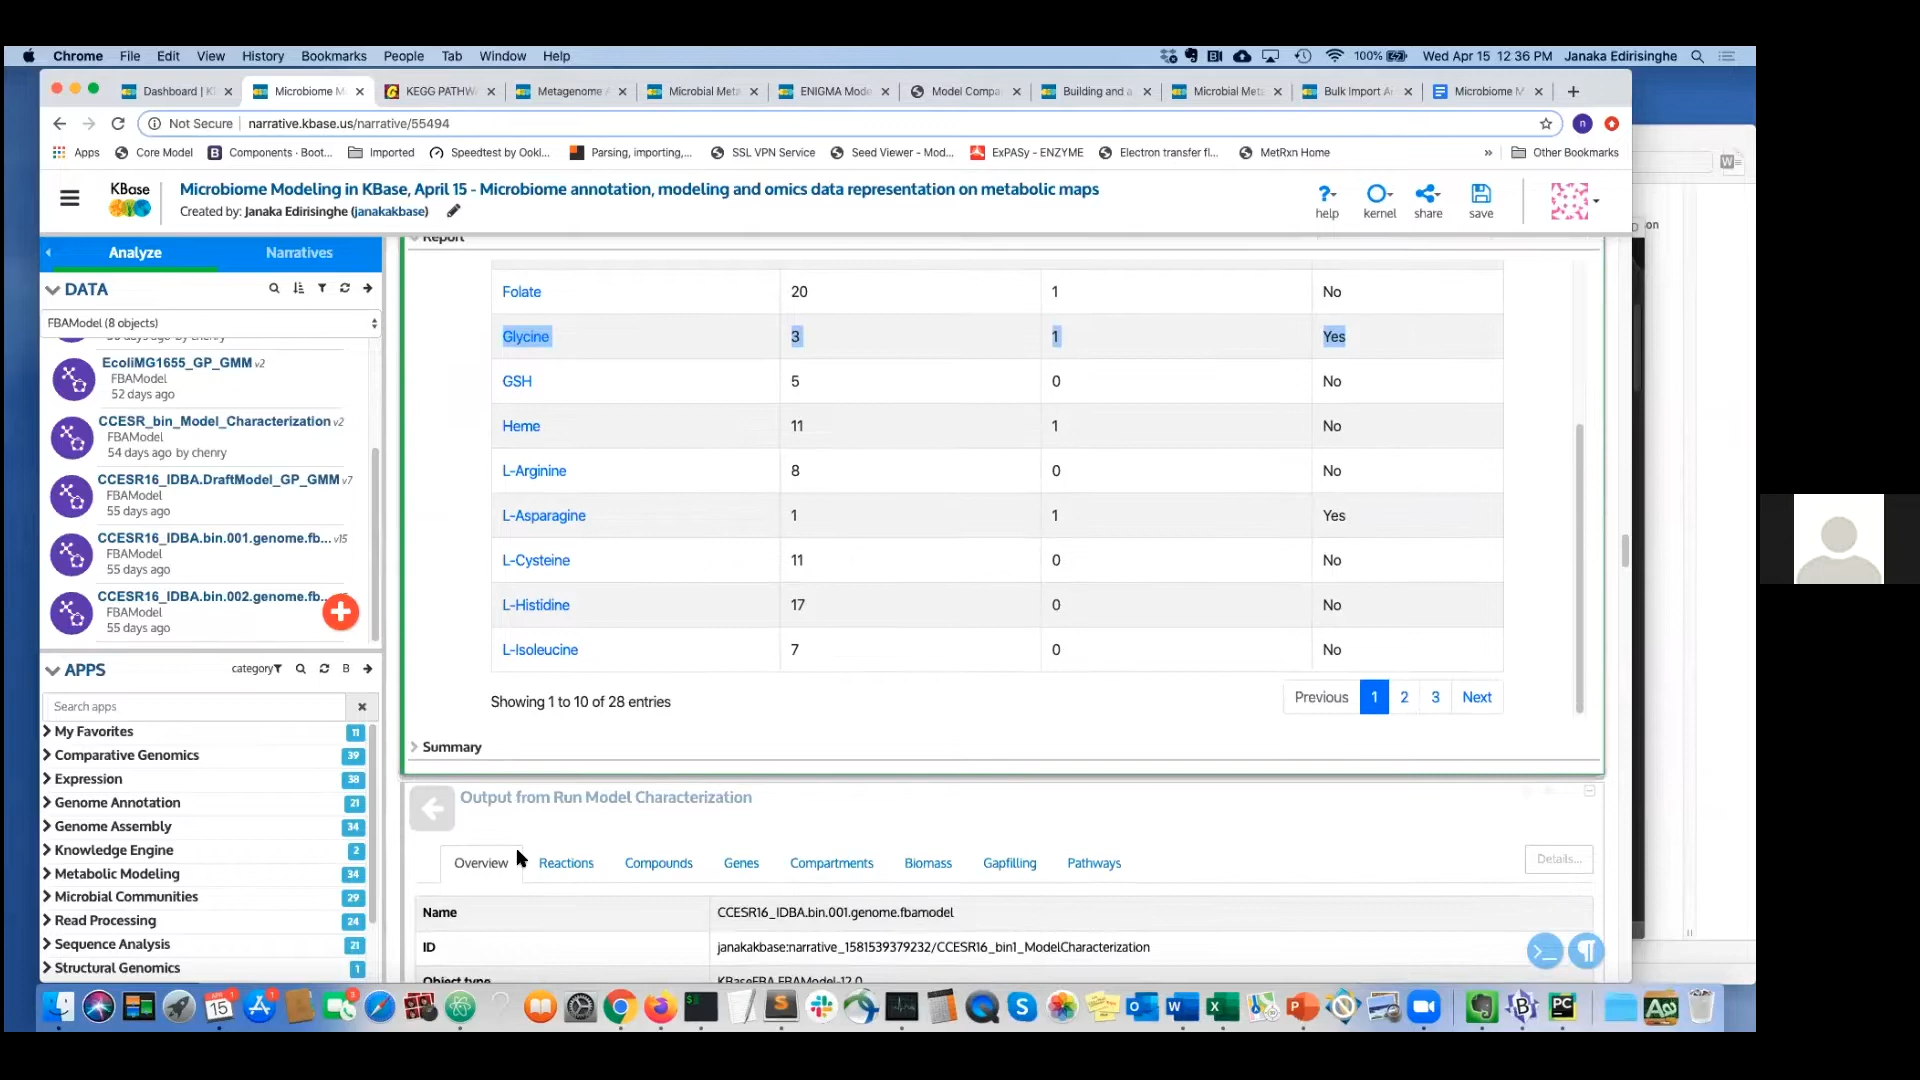 Chrome File Edit View History Bookmarks People Tab Window Help 100% Wed Apr 15 12:36 PM Janaka Edirisinghe
Dashboard | K Microbiome M KEGG PATHW Metagenome Microbial Met ENIGMA Mode Model Compa Building and a Microbial Met Bulk Import A Microbiome M
Not Secure narrative.kbase.us/narrative/55494
Apps Core Model Components · Boot... Imported Speedtest by Ookl... Parsing, importing,... SSL VPN Service Seed Viewer - Mod... ExPASy - ENZYME Electron transfer fl... MetRxn Home » Other Bookmarks
KBase
Microbiome Modeling in KBase, April 15 - Microbiome annotation, modeling and omics data representation on metabolic maps
Created by: Janaka Edirisinghe (janakakbase)
help kernel share save
on
Analyze Narratives
DATA
FBAModel (8 objects)
EcoliMG1655_GP_GMM v2
FBAModel
52 days ago
CCESR_bin_Model_Characterization v2
FBAModel
54 days ago by chenry
CCESR16_IDBA.DraftModel_GP_GMM v7
FBAModel
55 days ago
CCESR16_IDBA.bin.001.genome.fb... v15
FBAModel
55 days ago
CCESR16_IDBA.bin.002.genome.fb...
FBAModel
55 days ago
APPS category B
Search apps
My Favorites 11
Comparative Genomics 39
Expression 38
Genome Annotation 21
Genome Assembly 34
Knowledge Engine 2
Metabolic Modeling 34
Microbial Communities 29
Read Processing 24
Sequence Analysis 21
Structural Genomics 1
Report
Folate 20 1 No
Glycine 3 1 Yes
GSH 5 0 No
Heme 11 1 No
L-Arginine 8 0 No
L-Asparagine 1 1 Yes
L-Cysteine 11 0 No
L-Histidine 17 0 No
L-Isoleucine 7 0 No
Showing 1 to 10 of 28 entries
Previous 1 2 3 Next
Summary
Output from Run Model Characterization
Overview Reactions Compounds Genes Compartments Biomass Gapfilling Pathways Details...
Name CCESR16_IDBA.bin.001.genome.fbamodel
ID janakakbase:narrative_1581539379232/CCESR16_bin1_ModelCharacterization
Object type KBaseFBA.FBAModel-12.0